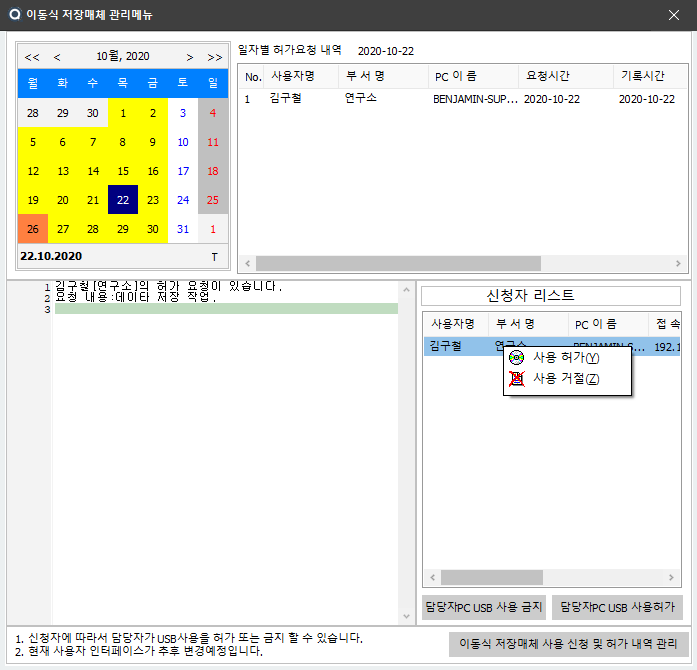 이동식 저장매체 관리메뉴
<< < 10월, 2020 > >>
월 화 수 목 금 토 일
28 29 30 1 2 3 4
5 6 7 8 9 10 11
12 13 14 15 16 17 18
19 20 21 22 23 24 25
26 27 28 29 30 31 1
22.10.2020 T
일자별 허가요청 내역 2020-10-22
No. 사용자명 부 서 명 PC 이 름 요청시간 기록시간
1 김구철 연구소 BENJAMIN-SUP... 2020-10-22 2020-10-22
1 김구철[연구소]의 허가 요청이 있습니다.
2 요청 내용:데이타 저장 작업.
3
신청자 리스트
사용자명 부 서 명 PC 이 름 접 속
김구철 연구소 BENJAMIN-S... 192.1
사용 허가(Y)
사용 거절(Z)
담당자PC USB 사용 금지 담당자PC USB 사용허가
1. 신청자에 따라서 담당자가 USB사용을 허가 또는 금지 할 수 있습니다.
2. 현재 사용자 인터페이스가 추후 변경예정입니다.
이동식 저장매체 사용 신청 및 허가 내역 관리